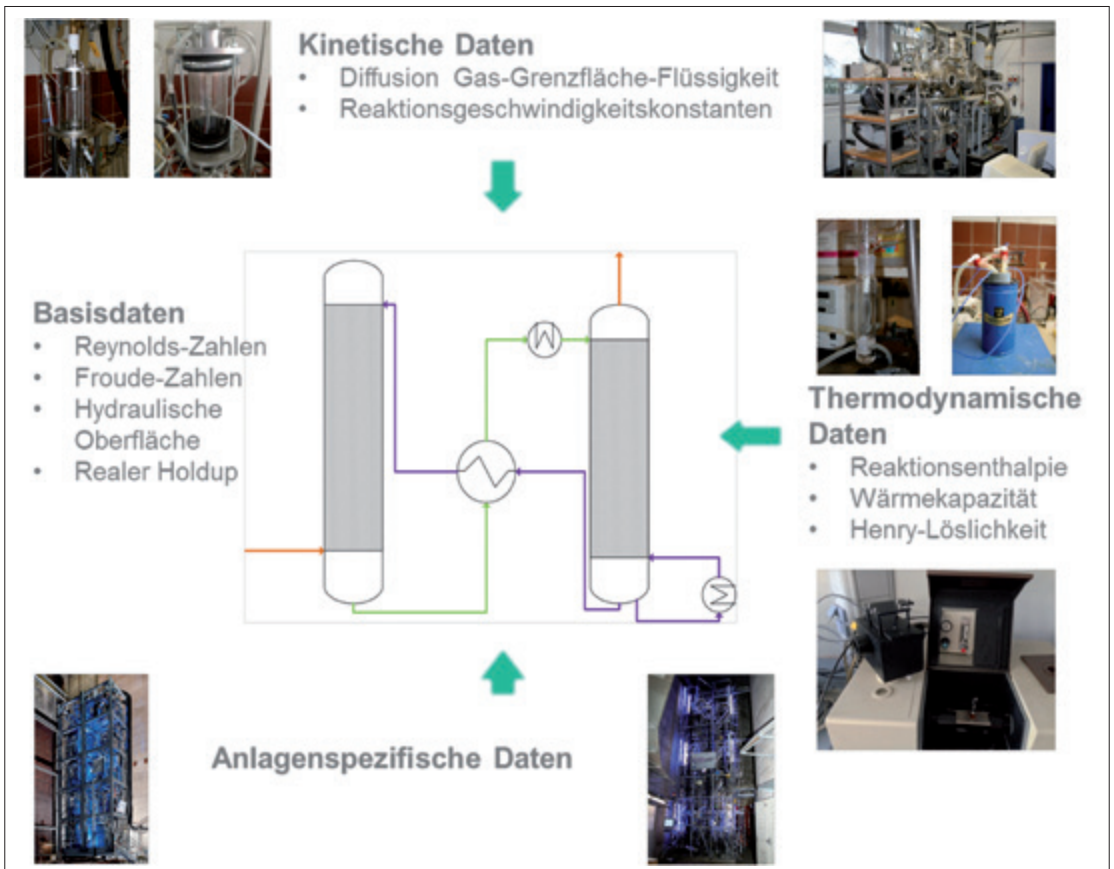 Kinetische Daten
• Diffusion Gas-Grenzfläche-Flüssigkeit
• Reaktionsgeschwindigkeitskonstanten
Basisdaten
• Reynolds-Zahlen
• Froude-Zahlen
• Hydraulische
Oberfläche
• Realer Holdup
Thermodynamische
Daten
• Reaktionsenthalpie
• Wärmekapazität
• Henry-Löslichkeit
Anlagenspezifische Daten